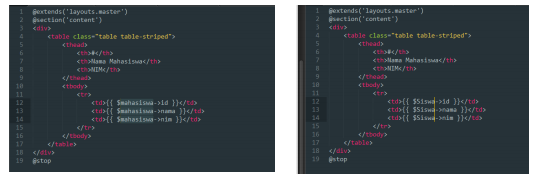 1 @extends('layouts.master')
2 @section('content')
3 <div>
4 <table class="table table-striped">
5 <thead>
6 <th>#</th>
7 <th>Nama Mahasiswa</th>
8 <th>NIM</th>
9 </thead>
10 <tbody>
11 <tr>
12 <td>{{ $mahasiswa->id }}</td>
13 <td>{{ $mahasiswa->nama }}</td>
14 <td>{{ $mahasiswa->nim }}</td>
15 </tr>
16 </tbody>
17 </table>
18 </div>
19 @stop
1 @extends('layouts.master')
2 @section('content')
3 <div>
4 <table class="table table-striped">
5 <thead>
6 <th>#</th>
7 <th>Nama Mahasiswa</th>
8 <th>NIM</th>
9 </thead>
10 <tbody>
11 <tr>
12 <td>{{ $Siswa->id }}</td>
13 <td>{{ $Siswa->nama }}</td>
14 <td>{{ $Siswa->nim }}</td>
15 </tr>
16 </tbody>
17 </table>
18 </div>
19 @stop